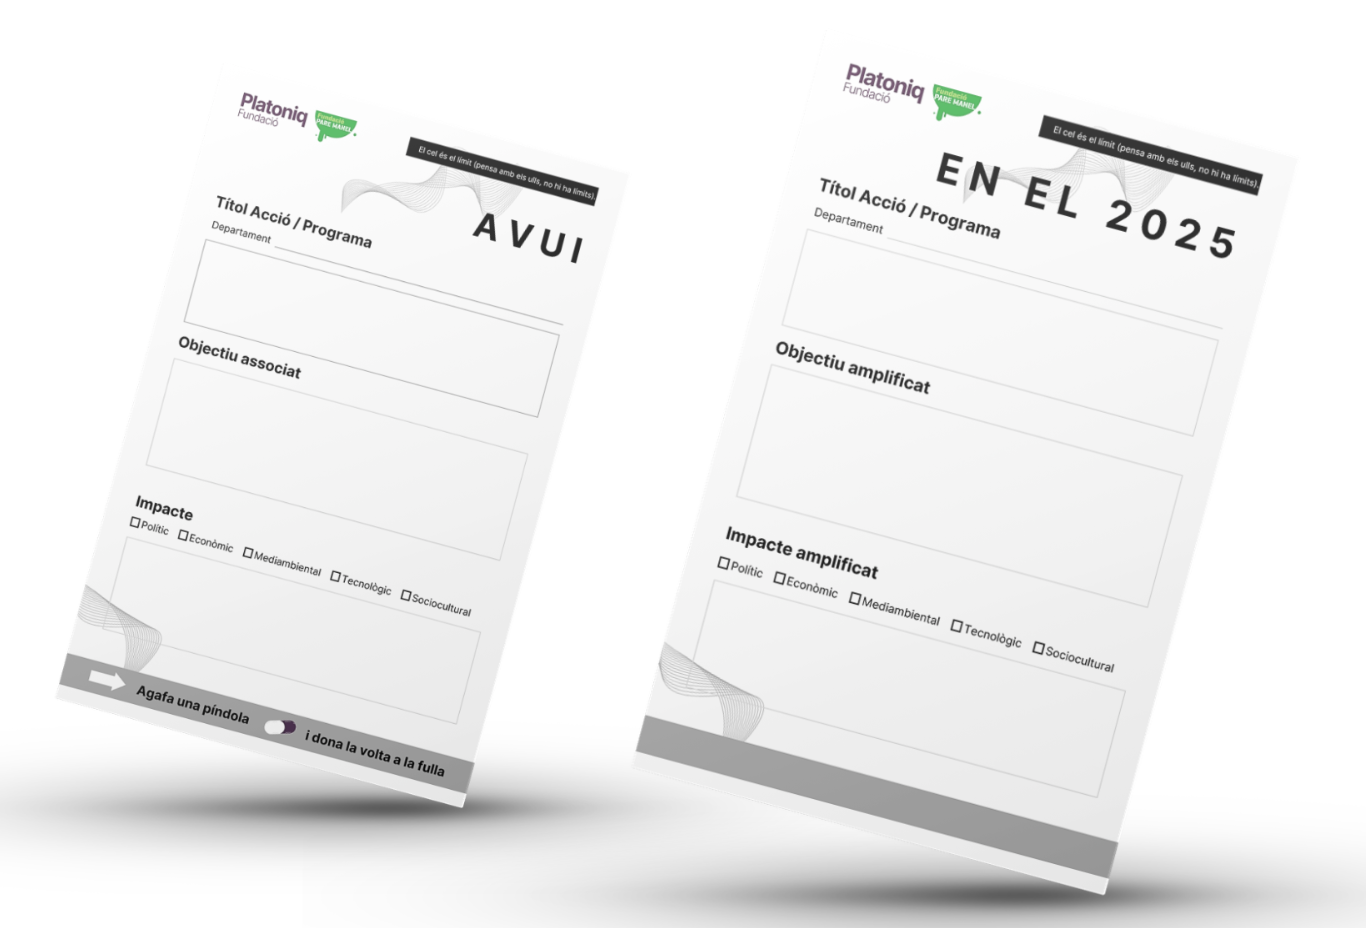 Platoniq
Fundació
Fundació
PARE MANEL
El cel és el límit (pensa amb els ulls, no hi ha límits).
AVUI
Títol Acció / Programa
Departament
Objectiu associat
Impacte
Polític Econòmic Mediambiental Tecnològic Sociocultural
Agafa una píndola i dona la volta a la fulla
Platoniq
Fundació
Fundació
PARE MANEL
El cel és el límit (pensa amb els ulls, no hi ha límits).
EN EL 2025
Títol Acció / Programa
Departament
Objectiu amplificat
Impacte amplificat
Polític Econòmic Mediambiental Tecnològic Sociocultural